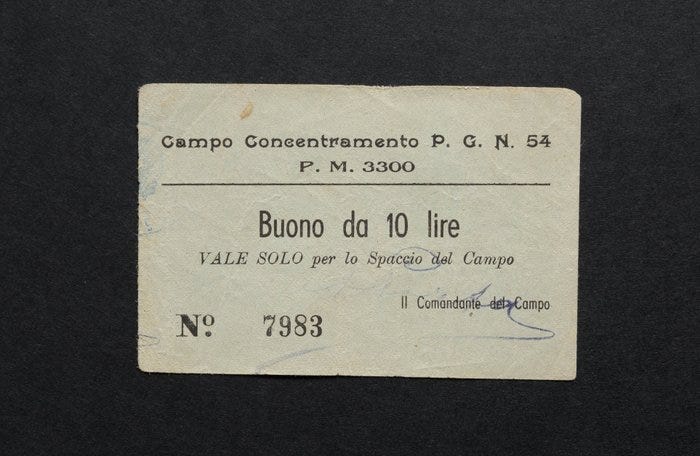 Campo Concentramento P. G. N. 54
P. M. 3300
Buono da 10 lire
VALE SOLO per lo Spaccio del Campo
Il Comandante del Campo
Nº. 7983